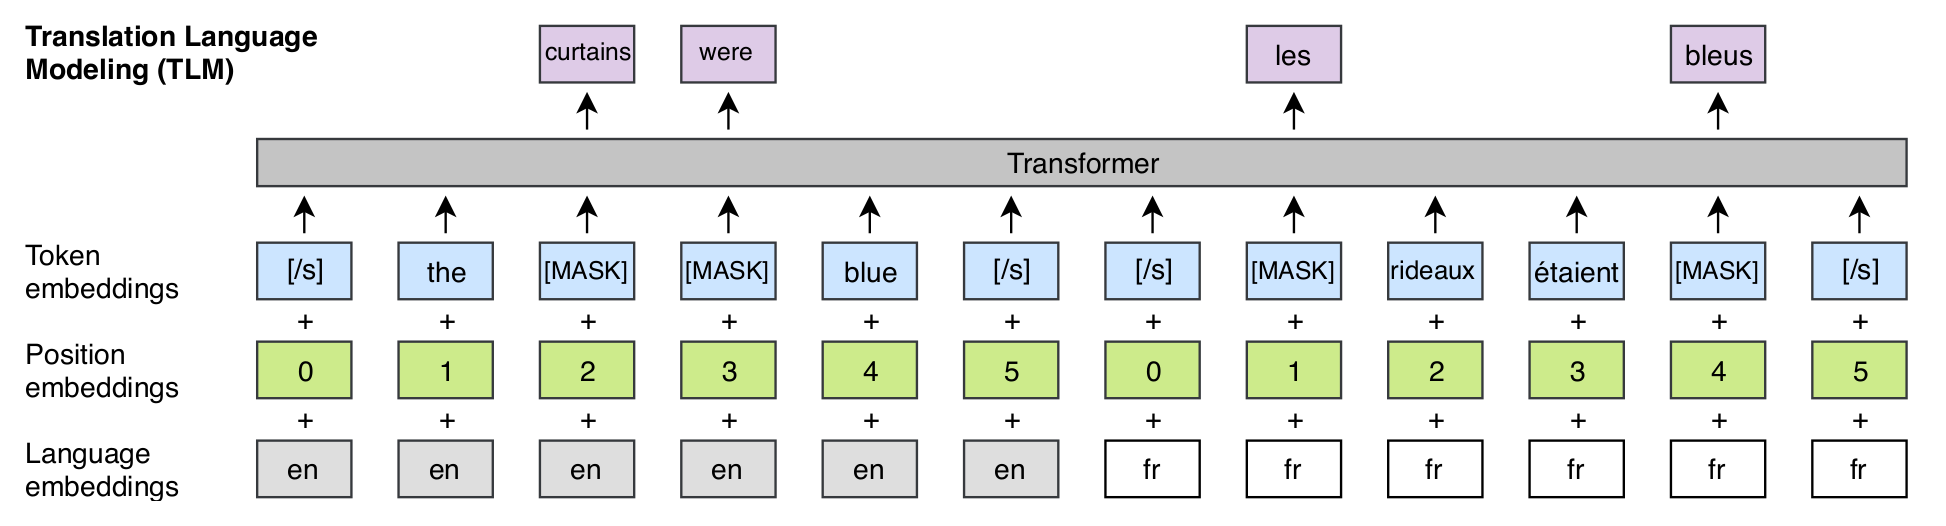 Translation Language
Modeling (TLM)
curtains were les bleus
Transformer
Token
embeddings
[/s] the [MASK] [MASK] blue [/s] [/s] [MASK] rideaux étaient [MASK] [/s]
+ + + + + + + + + + + +
Position
embeddings
0 1 2 3 4 5 0 1 2 3 4 5
+ + + + + + + + + + + +
Language
embeddings
en en en en en en fr fr fr fr fr fr